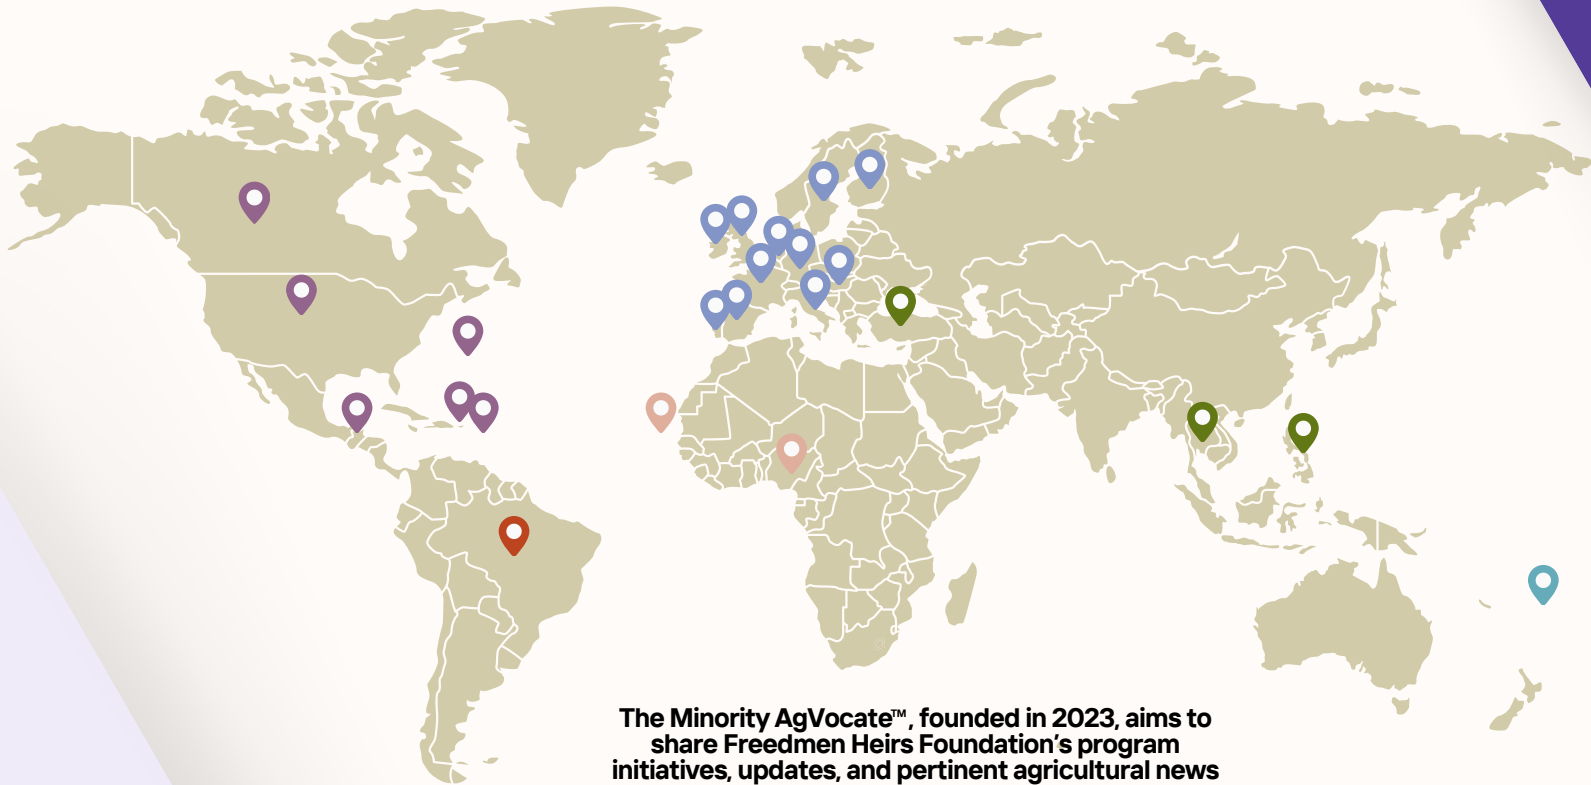 The Minority AgVocate™, founded in 2023, aims to
share Freedmen Heirs Foundation's program
initiatives, updates, and pertinent agricultural news